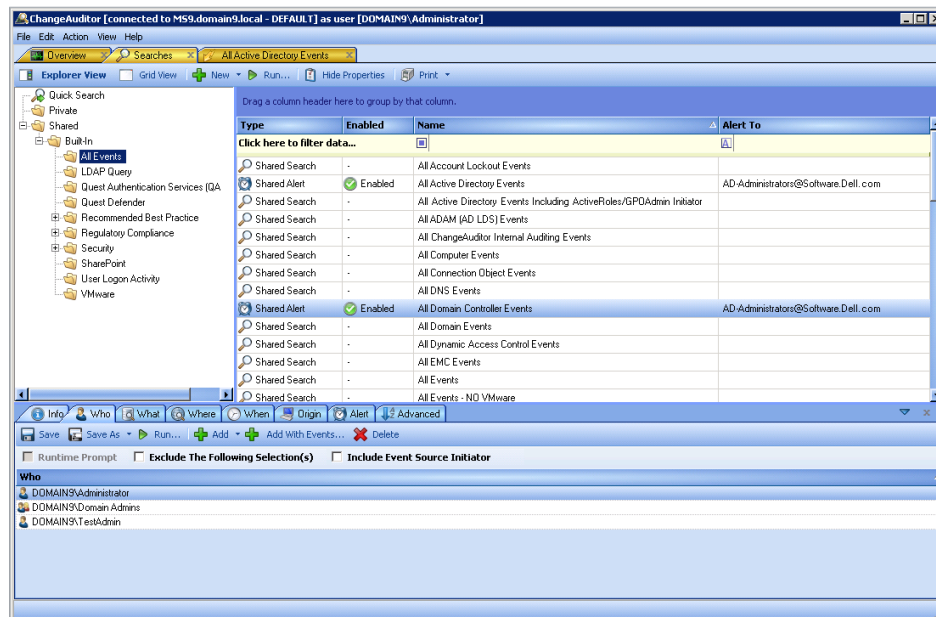 ChangeAuditor [connected to MS9.domain9.local - DEFAULT] as user [DOMAIN9\Administrator]
File Edit Action View Help
Overview Searches All Active Directory Events
Explorer View Grid View New Run... Hide Properties Print
Quick Search
Private
Shared
Built-In
All Events
LDAP Query
Quest Authentication Services (QA
Quest Defender
Recommended Best Practice
Regulatory Compliance
Security
SharePoint
User Logon Activity
VMware
Drag a column header here to group by that column.
Type Enabled Name Alert To
Click here to filter data...
Shared Search - All Account Lockout Events
Shared Alert Enabled All Active Directory Events AD-Administrators@Software.Dell.com
Shared Search - All Active Directory Events Including ActiveRoles/GPOAdmin Initiator
Shared Search - All ADAM (AD LDS) Events
Shared Search - All ChangeAuditor Internal Auditing Events
Shared Search - All Computer Events
Shared Search - All Connection Object Events
Shared Search - All DNS Events
Shared Alert Enabled All Domain Controller Events AD-Administrators@Software.Dell.com
Shared Search - All Domain Events
Shared Search - All Dynamic Access Control Events
Shared Search - All EMC Events
Shared Search - All Events
Shared Search - All Events - NO VMware
Info Who What Where When Origin Alert Advanced
Save Save As Run... Add Add With Events... Delete
Runtime Prompt Exclude The Following Selection(s) Include Event Source Initiator
Who
DOMAIN9\Administrator
DOMAIN9\Domain Admins
DOMAIN9\TestAdmin